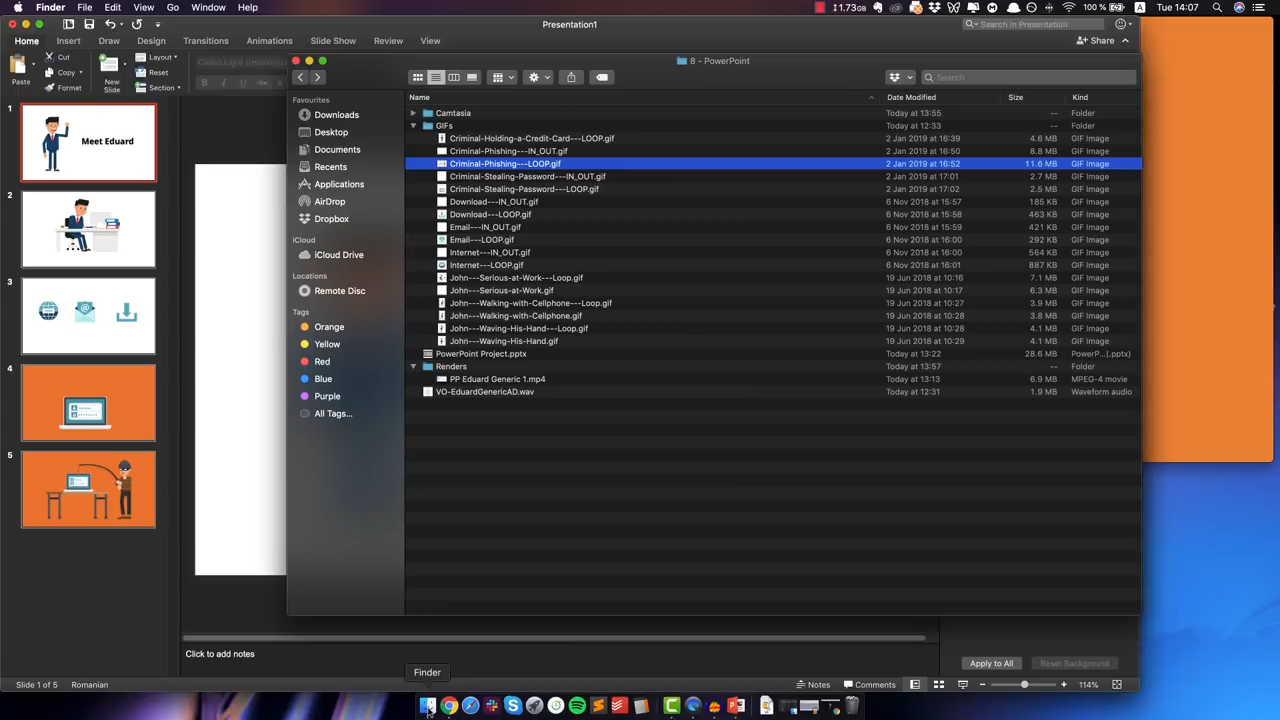 Finder File Edit View Go Window Help
1.73GB 100 % Tue 14:07
Presentation1
Search in Presentation
Home Insert Draw Design Transitions Animations Slide Show Review View
Share
Paste
Cut
Copy
Format
New Slide
Layout
Reset
Section
8 - PowerPoint
Search
Favourites
Downloads
Desktop
Documents
Recents
Applications
AirDrop
Dropbox
iCloud
iCloud Drive
Locations
Remote Disc
Tags
Orange
Yellow
Red
Blue
Purple
All Tags...
Name Date Modified Size Kind
Camtasia Today at 13:55 -- Folder
GIFs Today at 12:33 -- Folder
Criminal-Holding-a-Credit-Card---LOOP.gif 2 Jan 2019 at 16:39 4.6 MB GIF Image
Criminal-Phishing---IN_OUT.gif 2 Jan 2019 at 16:50 8.8 MB GIF Image
Criminal-Phishing---LOOP.gif 2 Jan 2019 at 16:52 11.6 MB GIF Image
Criminal-Stealing-Password---IN_OUT.gif 2 Jan 2019 at 17:01 2.7 MB GIF Image
Criminal-Stealing-Password---LOOP.gif 2 Jan 2019 at 17:02 2.5 MB GIF Image
Download---IN_OUT.gif 6 Nov 2018 at 15:57 185 KB GIF Image
Download---LOOP.gif 6 Nov 2018 at 15:58 463 KB GIF Image
Email---IN_OUT.gif 6 Nov 2018 at 15:59 421 KB GIF Image
Email---LOOP.gif 6 Nov 2018 at 16:00 292 KB GIF Image
Internet---IN_OUT.gif 6 Nov 2018 at 16:00 564 KB GIF Image
Internet---LOOP.gif 6 Nov 2018 at 16:01 887 KB GIF Image
John---Serious-at-Work---Loop.gif 19 Jun 2018 at 10:16 7.1 MB GIF Image
John---Serious-at-Work.gif 19 Jun 2018 at 10:17 6.3 MB GIF Image
John---Walking-with-Cellphone---Loop.gif 19 Jun 2018 at 10:27 3.9 MB GIF Image
John---Walking-with-Cellphone.gif 19 Jun 2018 at 10:27 3.8 MB GIF Image
John---Waving-His-Hand---Loop.gif 19 Jun 2018 at 10:28 4.1 MB GIF Image
John---Waving-His-Hand.gif 19 Jun 2018 at 10:29 4.1 MB GIF Image
PowerPoint Project.pptx Today at 13:22 28.6 MB PowerP...(.pptx)
Renders Today at 13:57 -- Folder
PP Eduard Generic 1.mp4 Today at 13:13 6.9 MB MPEG-4 movie
VO-EduardGenericAD.wav Today at 12:31 1.9 MB Waveform audio
1
Meet Eduard
2
3
4
5
Click to add notes
Finder
Apply to All Reset Background
Slide 1 of 5 Romanian
Notes Comments 114%